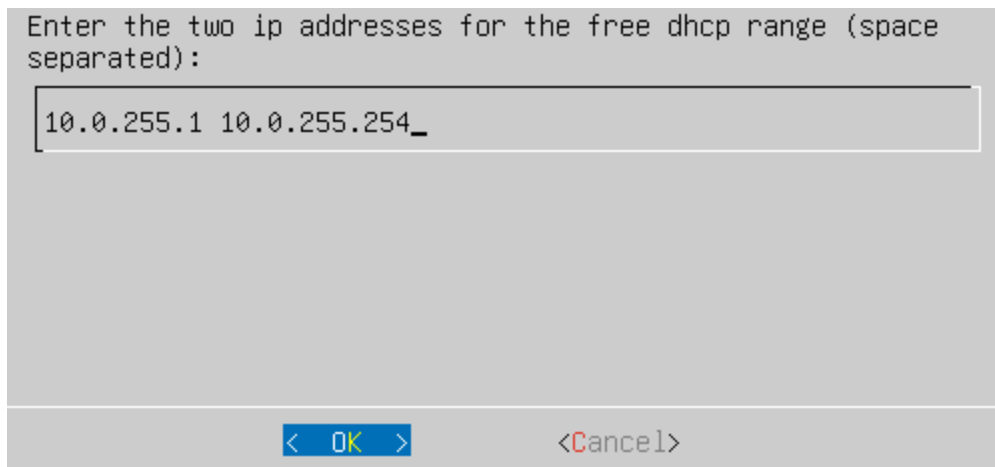 Enter the two ip addresses for the free dhcp range (space
separated):
10.0.255.1 10.0.255.254_
< OK > <Cancel>